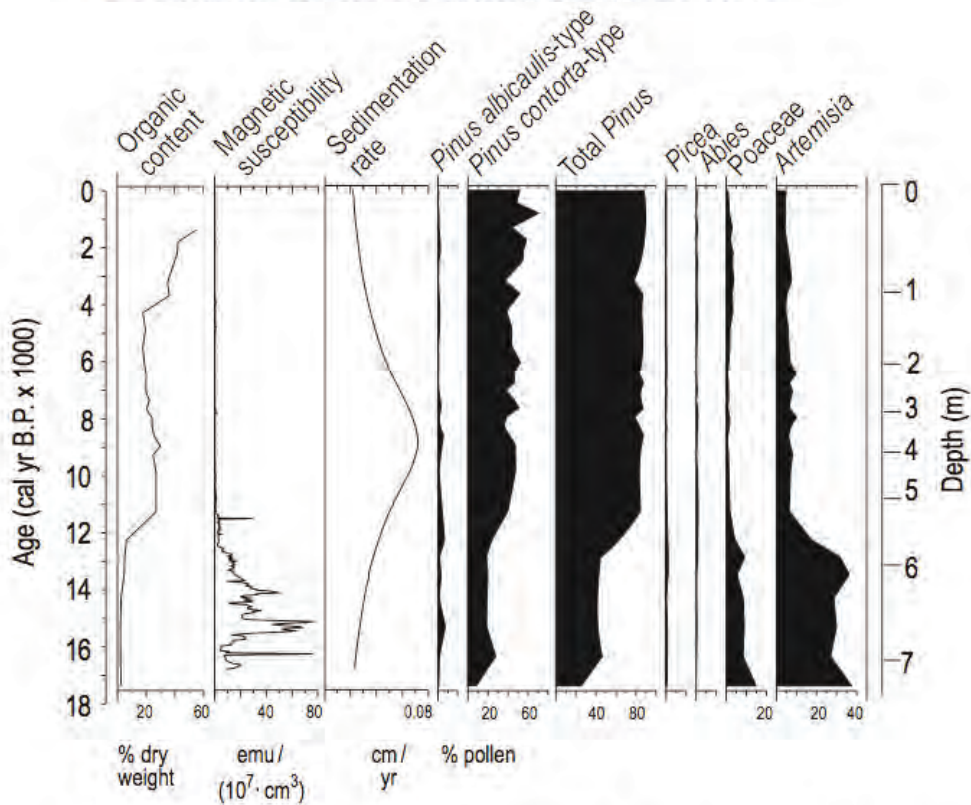 Organic content
Magnetic susceptibility
Sedimentation rate
Pinus albicaulis-type
Pinus contorta-type
Total Pinus
Picea
Abies
Poaceae
Artemisia
Age (cal yr B.P. x 1000)
0
2
4
6
8
10
12
14
16
18
0
1
2
3
4
5
6
7
Depth (m)
20 60
40 80
0.08
20 60
40 80
20
20 40
% dry weight
emu / (10⁷· cm³)
cm / yr
% pollen